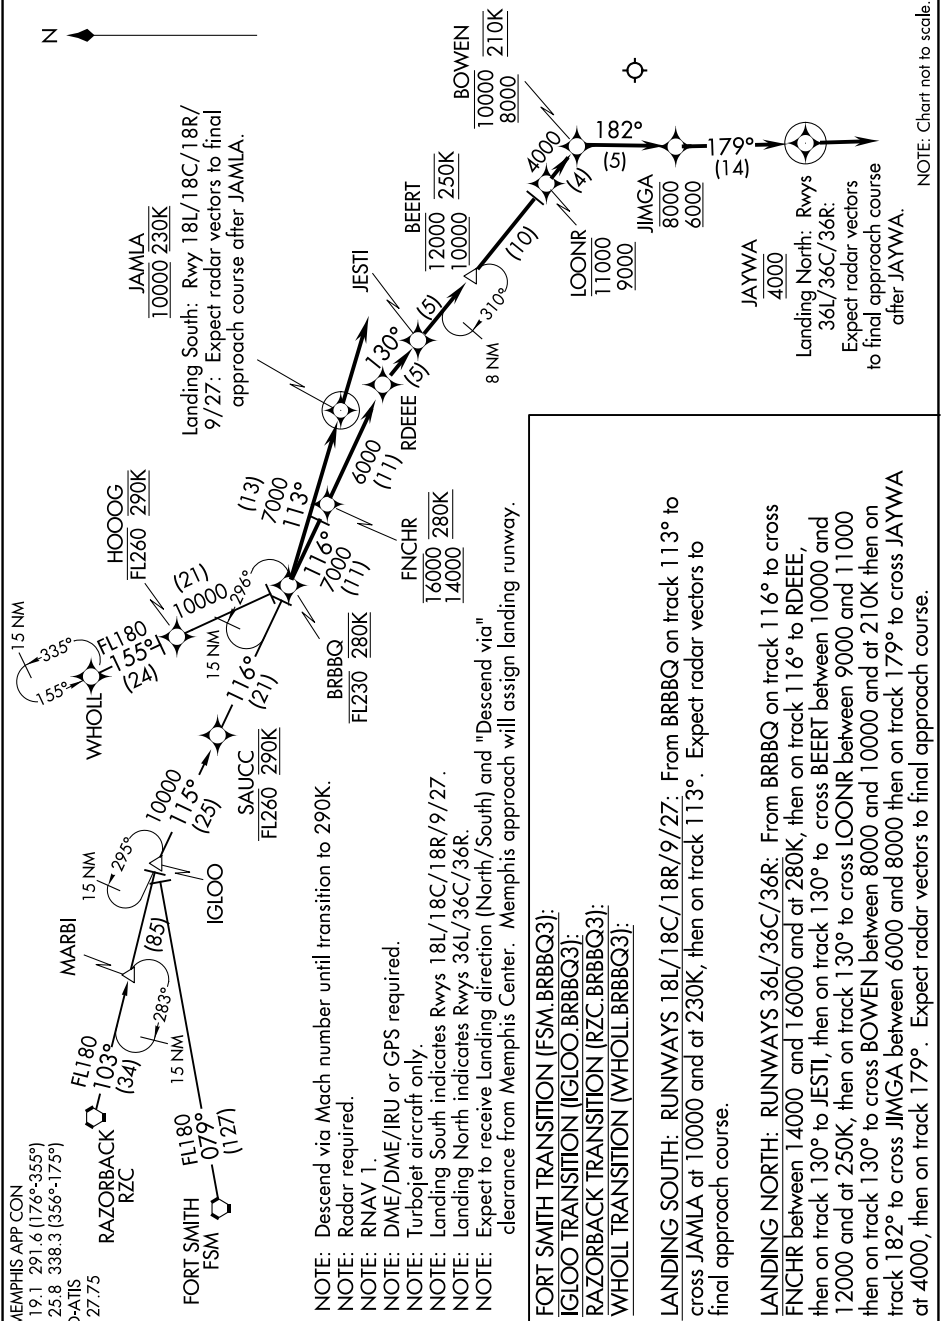 MEMPHIS APP CON
19.1 291.6 (176°-355°)
25.8 338.3 (356°-175°)
D-ATIS
27.75
RAZORBACK
RZC
FL180
103°
(34)
MARBI
283°
15 NM
(85)
FORT SMITH
FSM
FL180
079°
(127)
IGLOO
15 NM
295°
10000
115°
(25)
SAUCC
FL260 290K
116°
(21)
WHOLL
15 NM
335°
155°
FL180
155°
(24)
HOOOG
FL260 290K
(21)
10000
15 NM
296°
BRBBQ
FL230 280K
(13)
7000
113°
116°
7000
(11)
FNCHR
16000 280K
14000
6000
(11)
RDEEE
JAMLA
10000 230K
Landing South: Rwy 18L/18C/18R/
9/27: Expect radar vectors to final
approach course after JAMLA.
130°
(5)
JESTI
(5)
BEERT
12000 250K
10000
310°
8 NM
(10)
LOONR
11000
9000
4000
(4)
BOWEN
10000 210K
8000
182°
(5)
JIMGA
8000
6000
179°
(14)
JAYWA
4000
Landing North: Rwys
36L/36C/36R:
Expect radar vectors
to final approach course
after JAYWA.
N
NOTE: Chart not to scale.
NOTE: Descend via Mach number until transition to 290K.
NOTE: Radar required.
NOTE: RNAV 1.
NOTE: DME/DME/IRU or GPS required.
NOTE: Turbojet aircraft only.
NOTE: Landing South indicates Rwys 18L/18C/18R/9/27.
NOTE: Landing North indicates Rwys 36L/36C/36R.
NOTE: Expect to receive Landing direction (North/South) and "Descend via"
clearance from Memphis Center. Memphis approach will assign landing runway.
FORT SMITH TRANSITION (FSM.BRBBQ3):
IGLOO TRANSITION (IGLOO.BRBBQ3):
RAZORBACK TRANSITION (RZC.BRBBQ3):
WHOLL TRANSITION (WHOLL.BRBBQ3):
LANDING SOUTH: RUNWAYS 18L/18C/18R/9/27: From BRBBQ on track 113° to
cross JAMLA at 10000 and at 230K, then on track 113°. Expect radar vectors to
final approach course.
LANDING NORTH: RUNWAYS 36L/36C/36R: From BRBBQ on track 116° to cross
FNCHR between 14000 and 16000 and at 280K, then on track 116° to RDEEE,
then on track 130° to JESTI, then on track 130° to cross BEERT between 10000 and
12000 and at 250K, then on track 130° to cross LOONR between 9000 and 11000
then on track 130° to cross BOWEN between 8000 and 10000 and at 210K then on
track 182° to cross JIMGA between 6000 and 8000 then on track 179° to cross JAYWA
at 4000, then on track 179°. Expect radar vectors to final approach course.